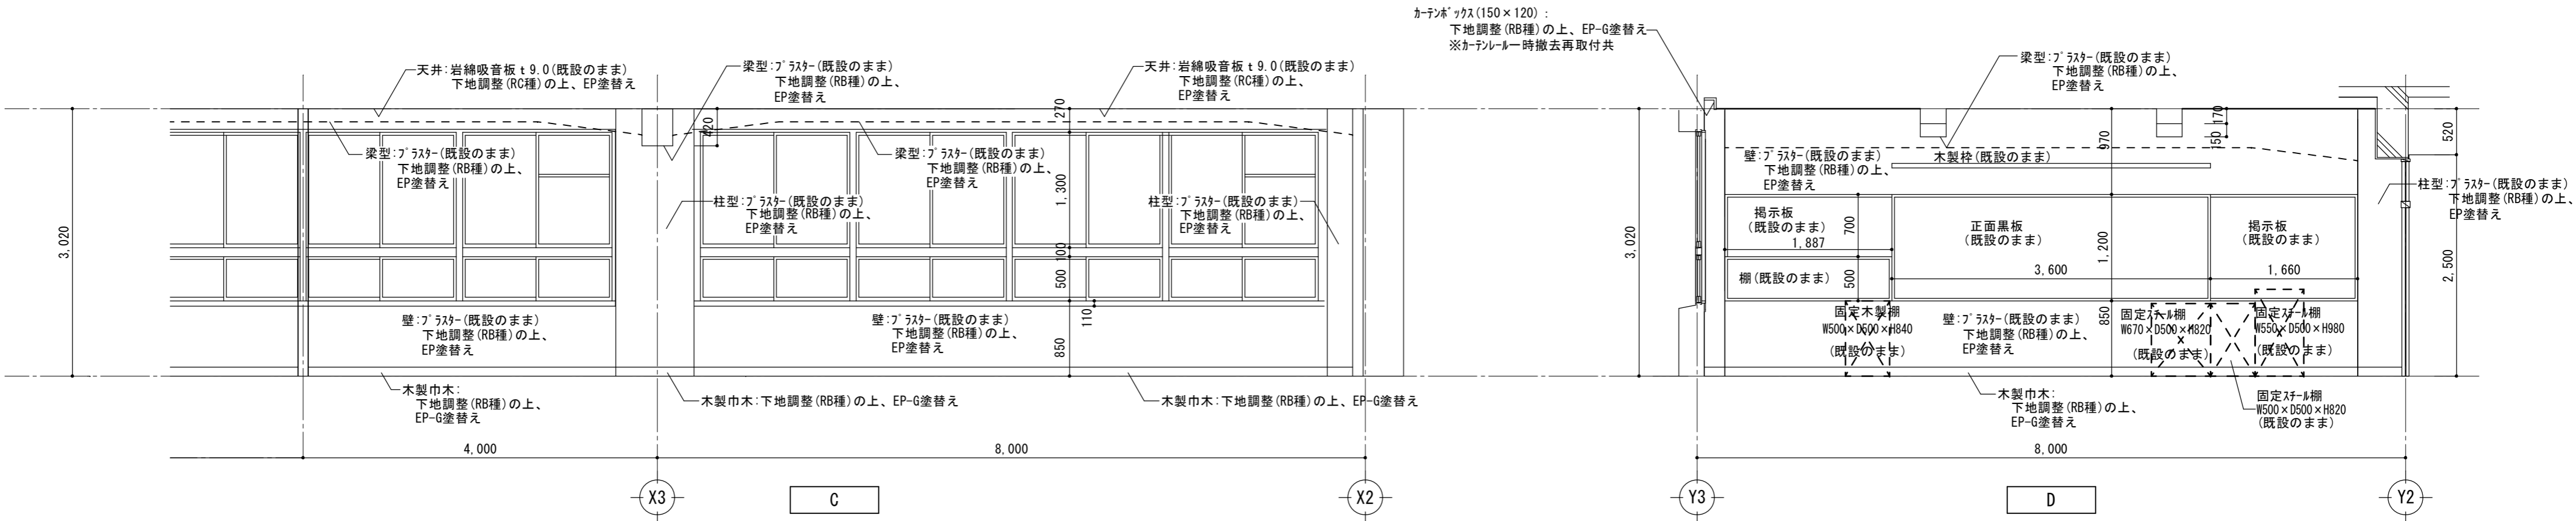 カーテンボックス(150×120)：
下地調整(RB種)の上、EP-G塗替え
※カーテンレール一時撤去再取付共
天井:岩綿吸音板ｔ9.0(既設のまま)
下地調整(RC種)の上、EP塗替え
梁型:プラスター(既設のまま)
下地調整(RB種)の上、
EP塗替え
天井:岩綿吸音板ｔ9.0(既設のまま)
下地調整(RC種)の上、
EP塗替え
梁型:プラスター(既設のまま)
下地調整(RB種)の上、
EP塗替え
梁型:プラスター(既設のまま)
下地調整(RB種)の上、
EP塗替え
420
梁型:プラスター(既設のまま)
下地調整(RB種)の上、
EP塗替え
柱型:プラスター(既設のまま)
下地調整(RB種)の上、
EP塗替え
柱型:プラスター(既設のまま)
下地調整(RB種)の上、
EP塗替え
270
1,300
100
500
110
850
3,020
壁:プラスター(既設のまま)
下地調整(RB種)の上、
EP塗替え
壁:プラスター(既設のまま)
下地調整(RB種)の上、
EP塗替え
木製巾木:
下地調整(RB種)の上、
EP-G塗替え
木製巾木:下地調整(RB種)の上、EP-G塗替え
木製巾木:下地調整(RB種)の上、EP-G塗替え
4,000
8,000
X3
C
X2
3,020
壁:プラスター(既設のまま)
下地調整(RB種)の上、
EP塗替え
木製枠(既設のまま)
970
150
170
520
2,500
柱型:プラスター(既設のまま)
下地調整(RB種)の上、
EP塗替え
掲示板
(既設のまま)
1,887
700
正面黒板
(既設のまま)
1,200
掲示板
(既設のまま)
棚(既設のまま)
500
3,600
1,660
固定木製棚
W500×D500×H840
(既設のまま)
壁:プラスター(既設のまま)
下地調整(RB種)の上、
EP塗替え
850
固定スチール棚
W670×D500×H820
(既設のまま)
固定スチール棚
W550×D500×H980
(既設のまま)
木製巾木:
下地調整(RB種)の上、
EP-G塗替え
固定スチール棚
W500×D500×H820
(既設のまま)
8,000
Y3
D
Y2